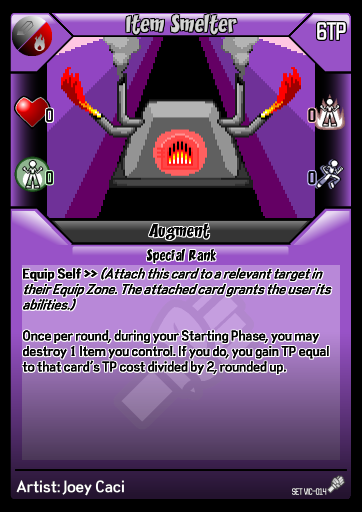 Item Smelter
6TP
0
0
0
0
Augment
Special Rank
Equip Self >> (Attach this card to a relevant target in
their Equip Zone. The attached card grants the user its
abilities.)
Once per round, during your Starting Phase, you may
destroy 1 Item you control. If you do, you gain TP equal
to that card's TP cost divided by 2, rounded up.
Artist: Joey Caci
SET VIC-014